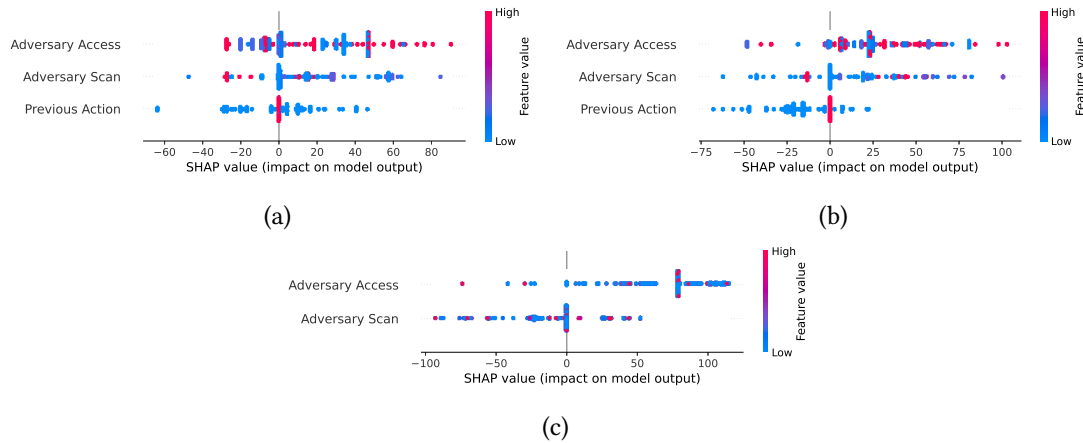 High
Adversary Access
Adversary Scan
Previous Action
Feature value
Low
−60 −40 −20 0 20 40 60 80
SHAP value (impact on model output)
(a)
High
Adversary Access
Adversary Scan
Previous Action
Feature value
Low
−75 −50 −25 0 25 50 75 100
SHAP value (impact on model output)
(b)
High
Adversary Access
Adversary Scan
Feature value
Low
−100 −50 0 50 100
SHAP value (impact on model output)
(c)